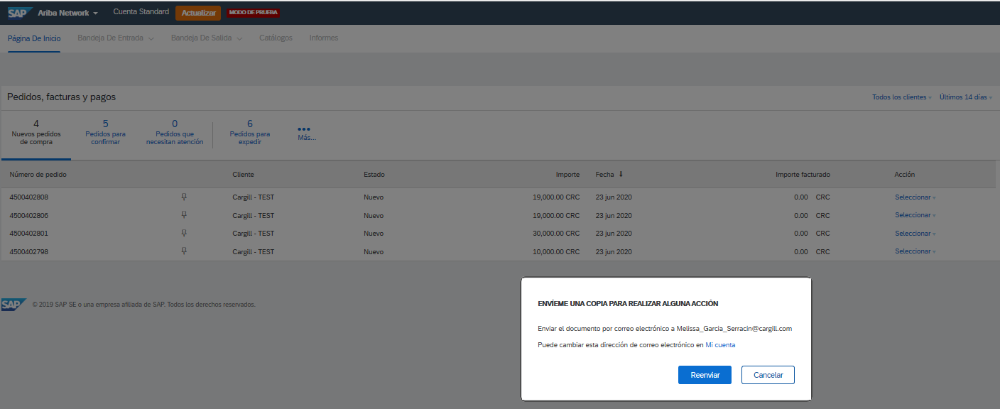 SAP Ariba Network Cuenta Standard Actualizar MODO DE PRUEBA
Página De Inicio Bandeja De Entrada Bandeja De Salida Catálogos Informes
Pedidos, facturas y pagos Todos los clientes Últimos 14 días
4 5 0 6
Nuevos pedidos Pedidos para Pedidos que Pedidos para Más...
de compra confirmar necesitan atención expedir
Número de pedido Cliente Estado Importe Fecha ↓ Importe facturado Acción
4500402808 Cargill - TEST Nuevo 19,000.00 CRC 23 jun 2020 0.00 CRC Seleccionar
4500402806 Cargill - TEST Nuevo 19,000.00 CRC 23 jun 2020 0.00 CRC Seleccionar
4500402801 Cargill - TEST Nuevo 30,000.00 CRC 23 jun 2020 0.00 CRC Seleccionar
4500402798 Cargill - TEST Nuevo 10,000.00 CRC 23 jun 2020 0.00 CRC Seleccionar
SAP © 2019 SAP SE o una empresa afiliada de SAP. Todos los derechos reservados.
ENVÍEME UNA COPIA PARA REALIZAR ALGUNA ACCIÓN
Enviar el documento por correo electrónico a Melissa_Garcia_Serracin@cargill.com
Puede cambiar esta dirección de correo electrónico en Mi cuenta
Reenviar Cancelar